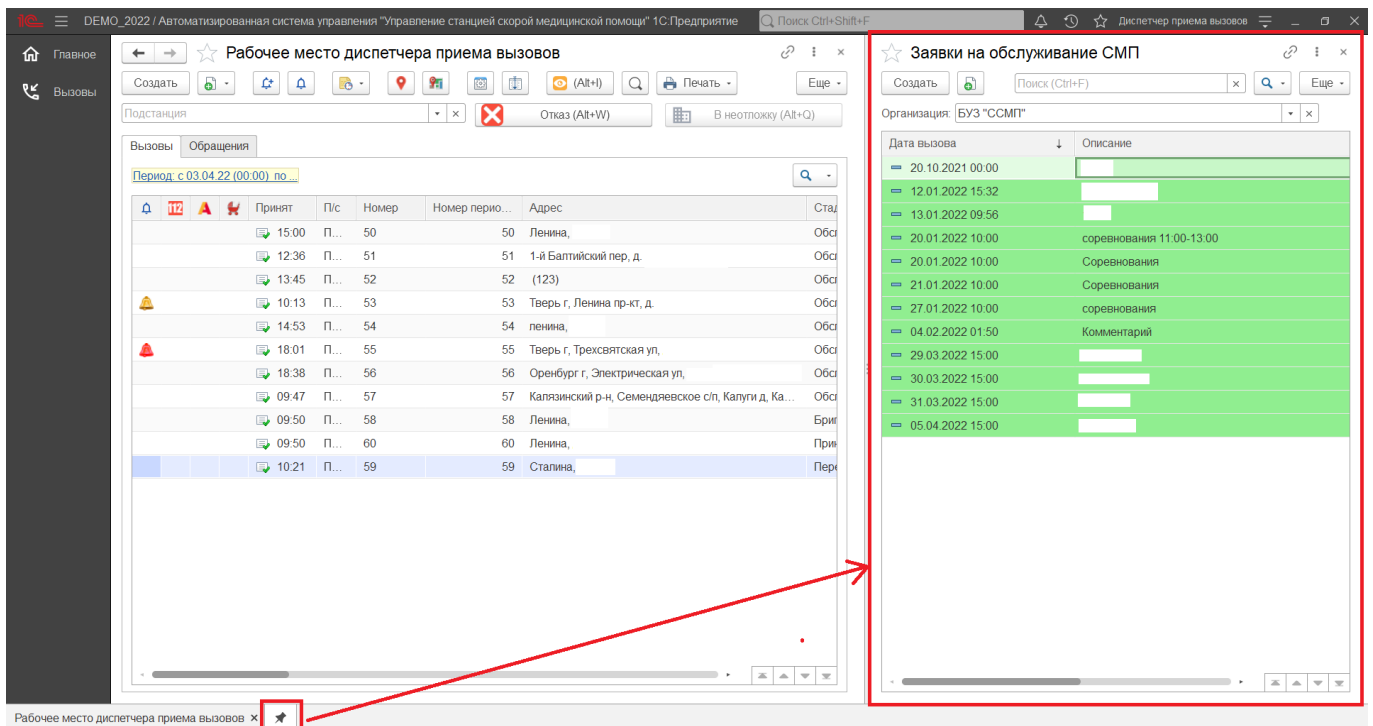 1С DEMO_2022 / Автоматизированная система управления "Управление станцией скорой медицинской помощи" 1С:Предприятие Поиск Ctrl+Shift+F Диспетчер приема вызовов
Главное
Вызовы
Рабочее место диспетчера приема вызовов
Создать (Alt+I) Печать Еще
Подстанция Отказ (Alt+W) В неотложку (Alt+Q)
Вызовы Обращения
Период: с 03.04.22 (00:00) по ...
112 Принят П/с Номер Номер перио... Адрес Стад
15:00 П... 50 50 Ленина, Обсл
12:36 П... 51 51 1-й Балтийский пер, д. Обсл
13:45 П... 52 52 (123) Обсл
10:13 П... 53 53 Тверь г, Ленина пр-кт, д. Обсл
14:53 П... 54 54 ленина, Обсл
18:01 П... 55 55 Тверь г, Трехсвятская ул, Обсл
18:38 П... 56 56 Оренбург г, Электрическая ул, Обсл
09:47 П... 57 57 Калязинский р-н, Семендяевское с/п, Калуги д, Ка... Обсл
09:50 П... 58 58 Ленина, Бриг
09:50 П... 60 60 Ленина, Прин
10:21 П... 59 59 Сталина, Пере
Заявки на обслуживание СМП
Создать Поиск (Ctrl+F) Еще
Организация: БУЗ "ССМП"
Дата вызова ↓ Описание
20.10.2021 00:00
12.01.2022 15:32
13.01.2022 09:56
20.01.2022 10:00 соревнования 11:00-13:00
20.01.2022 10:00 Соревнования
21.01.2022 10:00 Соревнования
27.01.2022 10:00 соревнования
04.02.2022 01:50 Комментарий
29.03.2022 15:00
30.03.2022 15:00
31.03.2022 15:00
05.04.2022 15:00
Рабочее место диспетчера приема вызовов ×